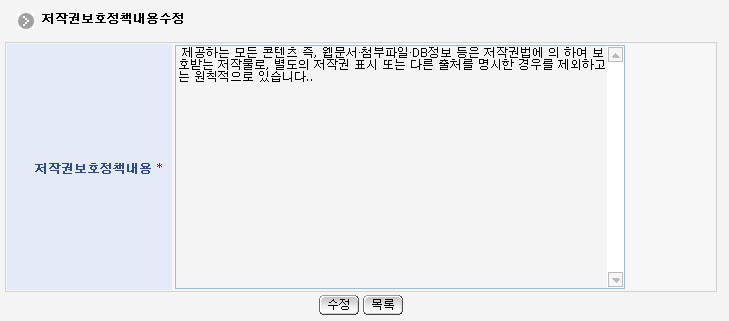 저작권보호정책내용수정
저작권보호정책내용 *
제공하는 모든 콘텐츠 즉, 웹문서·첨부파일·DB정보 등은 저작권법에 의 하여 보
호받는 저작물로, 별도의 저작권 표시 또는 다른 출처를 명시한 경우를 제외하고
는 원칙적으로 있습니다..
수정 목록